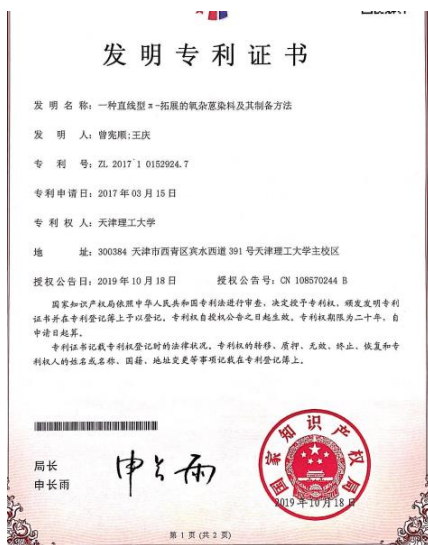 发明专利证书
发 明 名 称：一种直线型π-拓展的氧杂蒽染料及其制备方法
发 明 人：曾宪顺;王庆
专 利 号：ZL 2017 1 0152924.7
专利申请日：2017年03月15日
专 利 权 人：天津理工大学
地 址：300384 天津市西青区宾水西道391号天津理工大学主校区
授权公告日：2019年10月18日 授权公告号：CN 108570244 B
国家知识产权局依照中华人民共和国专利法进行审查，决定授予专利权，颁发发明专利
证书并在专利登记簿上予以登记。专利权自授权公告之日起生效。专利权期限为二十年，自
申请日起算。
专利证书记载专利权登记时的法律状况。专利权的转移、质押、无效、终止、恢复和专
利权人的姓名或名称、国籍、地址变更等事项记载在专利登记簿上。
局长
申长雨
申长雨
国家知识产权局
2019年10月18日
第 1 页 (共 2 页)